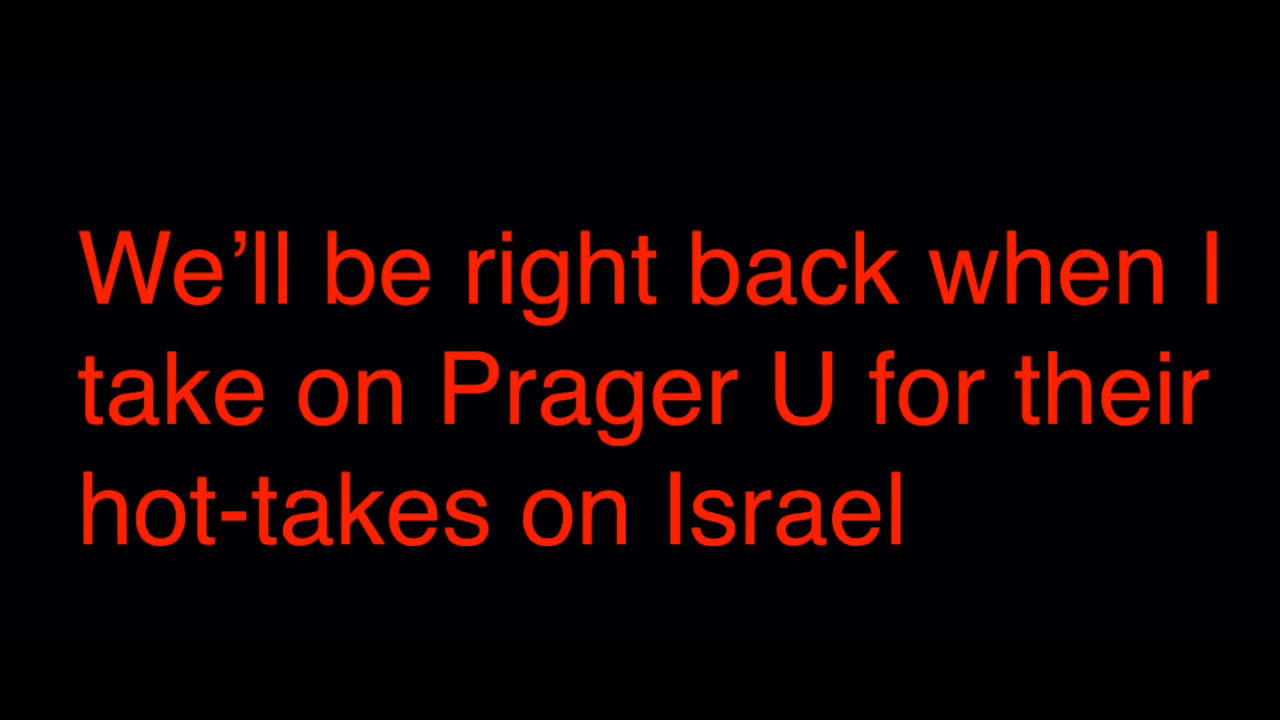 We’ll be right back when I
take on Prager U for their
hot-takes on Israel